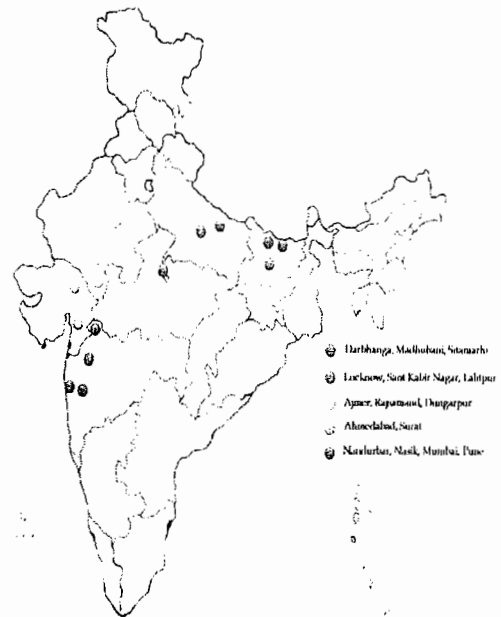 Darbhanga, Madhubani, Sitamarhi
Lucknow, Sant Kabir Nagar, Lalitpur
Ajmer, Rajsamand, Dungarpur
Ahmedabad, Surat
Nandurbar, Nasik, Mumbai, Pune